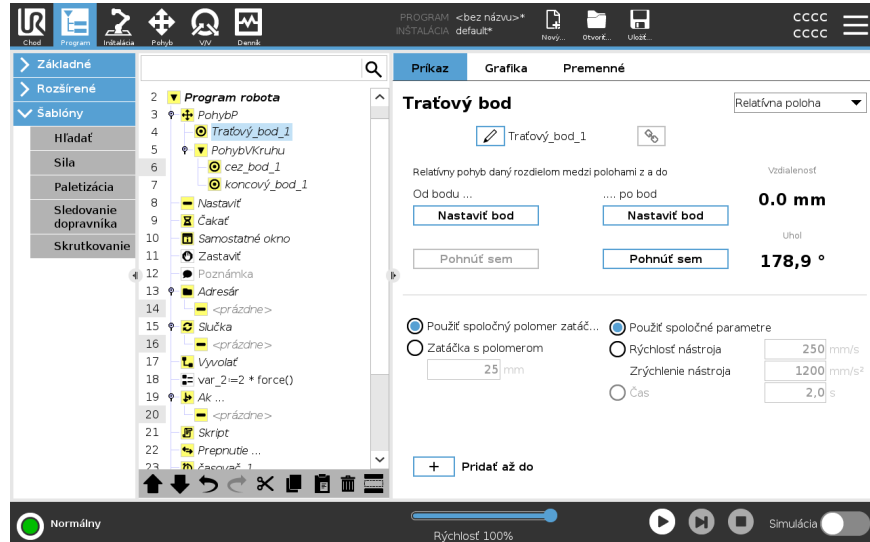 PROGRAM <bez názvu>*
INŠTALÁCIA default*
Chod
Program
Inštalácia
Pohyb
V/V
Denník
Nový...
Otvoriť...
Uložiť...
CCCC
CCCC
Základné
Rozšírené
Šablóny
Hľadať
Sila
Paletizácia
Sledovanie
dopravníka
Skrutkovanie
2 Program robota
3 PohybP
4 Traťový_bod_1
5 PohybVKruhu
6 cez_bod_1
7 koncový_bod_1
8 Nastaviť
9 Čakať
10 Samostatné okno
11 Zastaviť
12 Poznámka
13 Adresár
14 <prázdne>
15 Slučka
16 <prázdne>
17 Vyvolať
18 var_2≔2 * force()
19 Ak ...
20 <prázdne>
21 Skript
22 Prepnutie ...
23 časovač_1
Príkaz
Grafika
Premenné
Traťový bod
Relatívna poloha
Traťový_bod_1
Relatívny pohyb daný rozdielom medzi polohami z a do
Vzdialenosť
Od bodu ...
.... po bod
0.0 mm
Nastaviť bod
Nastaviť bod
Uhol
Pohnúť sem
Pohnúť sem
178,9 °
Použiť spoločný polomer zatáč...
Použiť spoločné parametre
Zatáčka s polomerom
Rýchlosť nástroja 250 mm/s
25 mm
Zrýchlenie nástroja 1200 mm/s²
Čas 2,0 s
+ Pridať až do
Normálny
Rýchlosť 100%
Simulácia